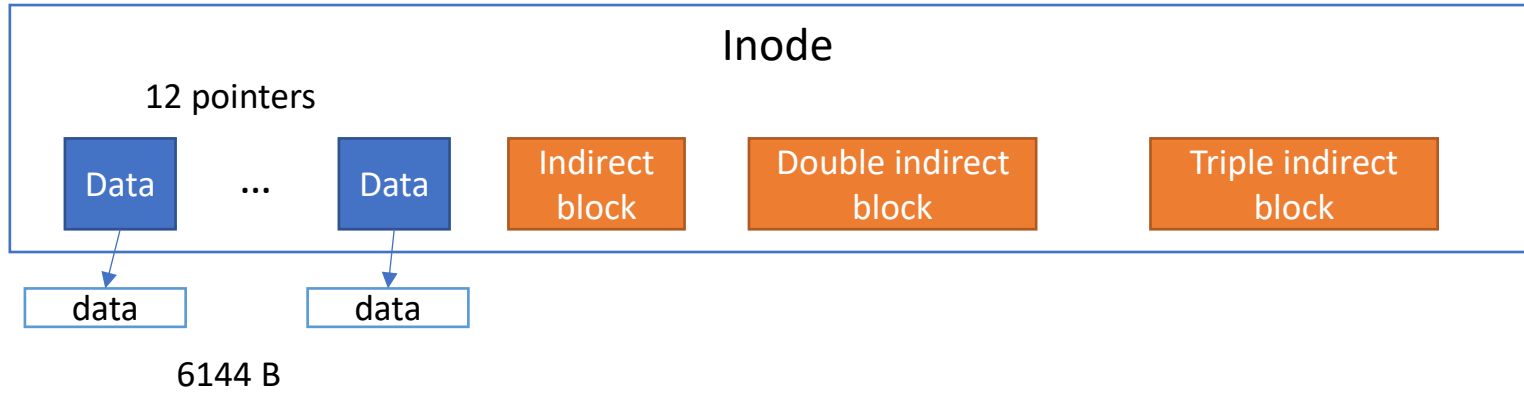 Inode
12 pointers
Data
...
Data
Indirect
block
Double indirect
block
Triple indirect
block
data
data
6144 B